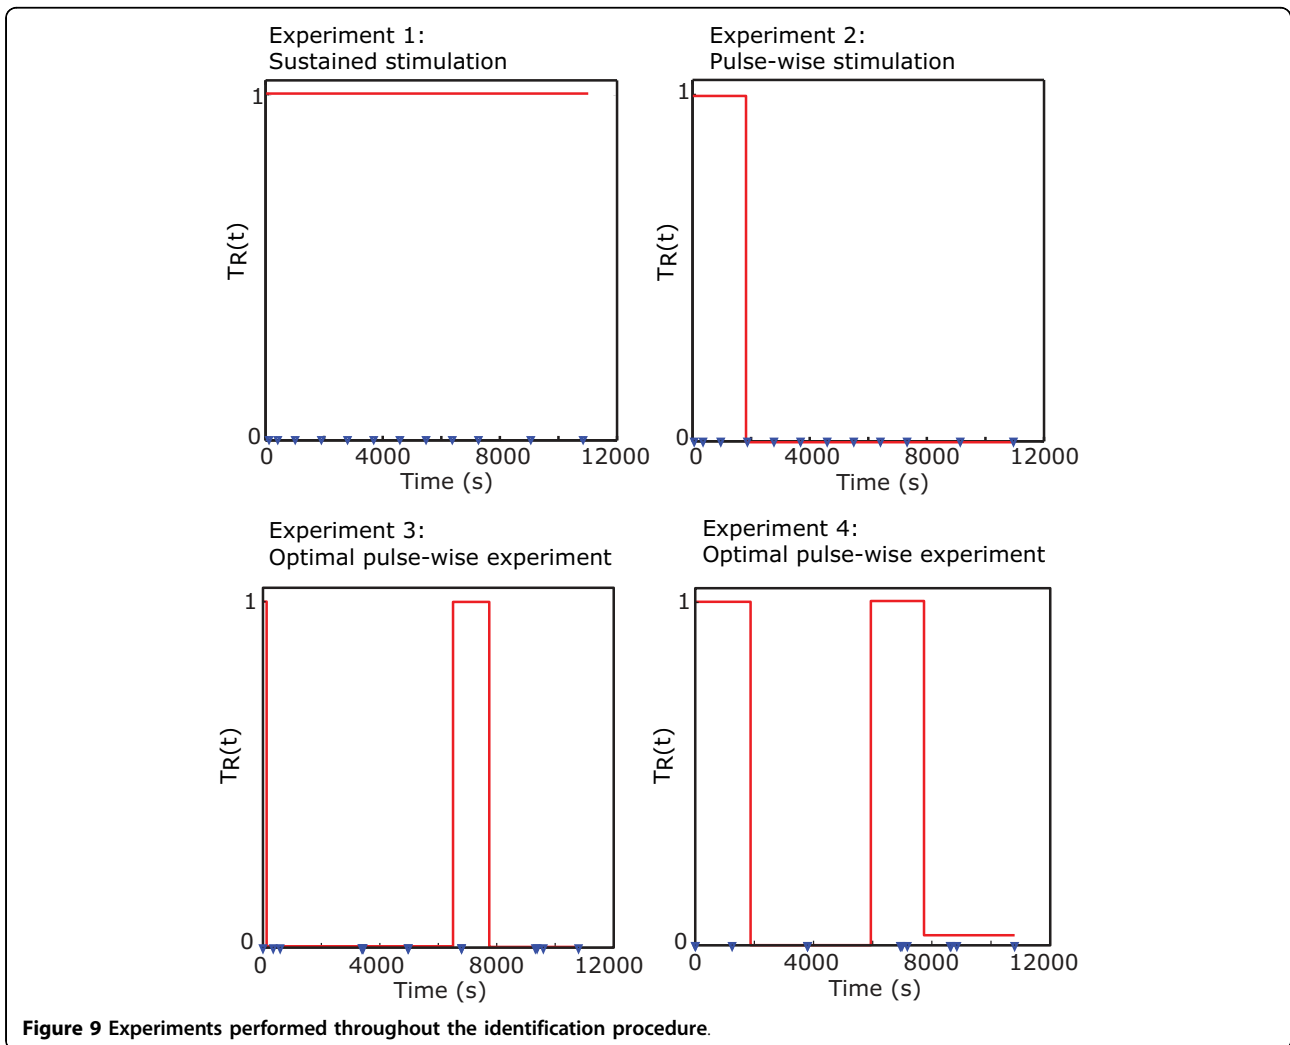 Experiment 1:
Sustained stimulation
1
TR(t)
0
0 4000 8000 12000
Time (s)
Experiment 2:
Pulse-wise stimulation
1
TR(t)
0
0 4000 8000 12000
Time (s)
Experiment 3:
Optimal pulse-wise experiment
1
TR(t)
0
0 4000 8000 12000
Time (s)
Experiment 4:
Optimal pulse-wise experiment
1
TR(t)
0
0 4000 8000 12000
Time (s)
Figure 9 Experiments performed throughout the identification procedure.